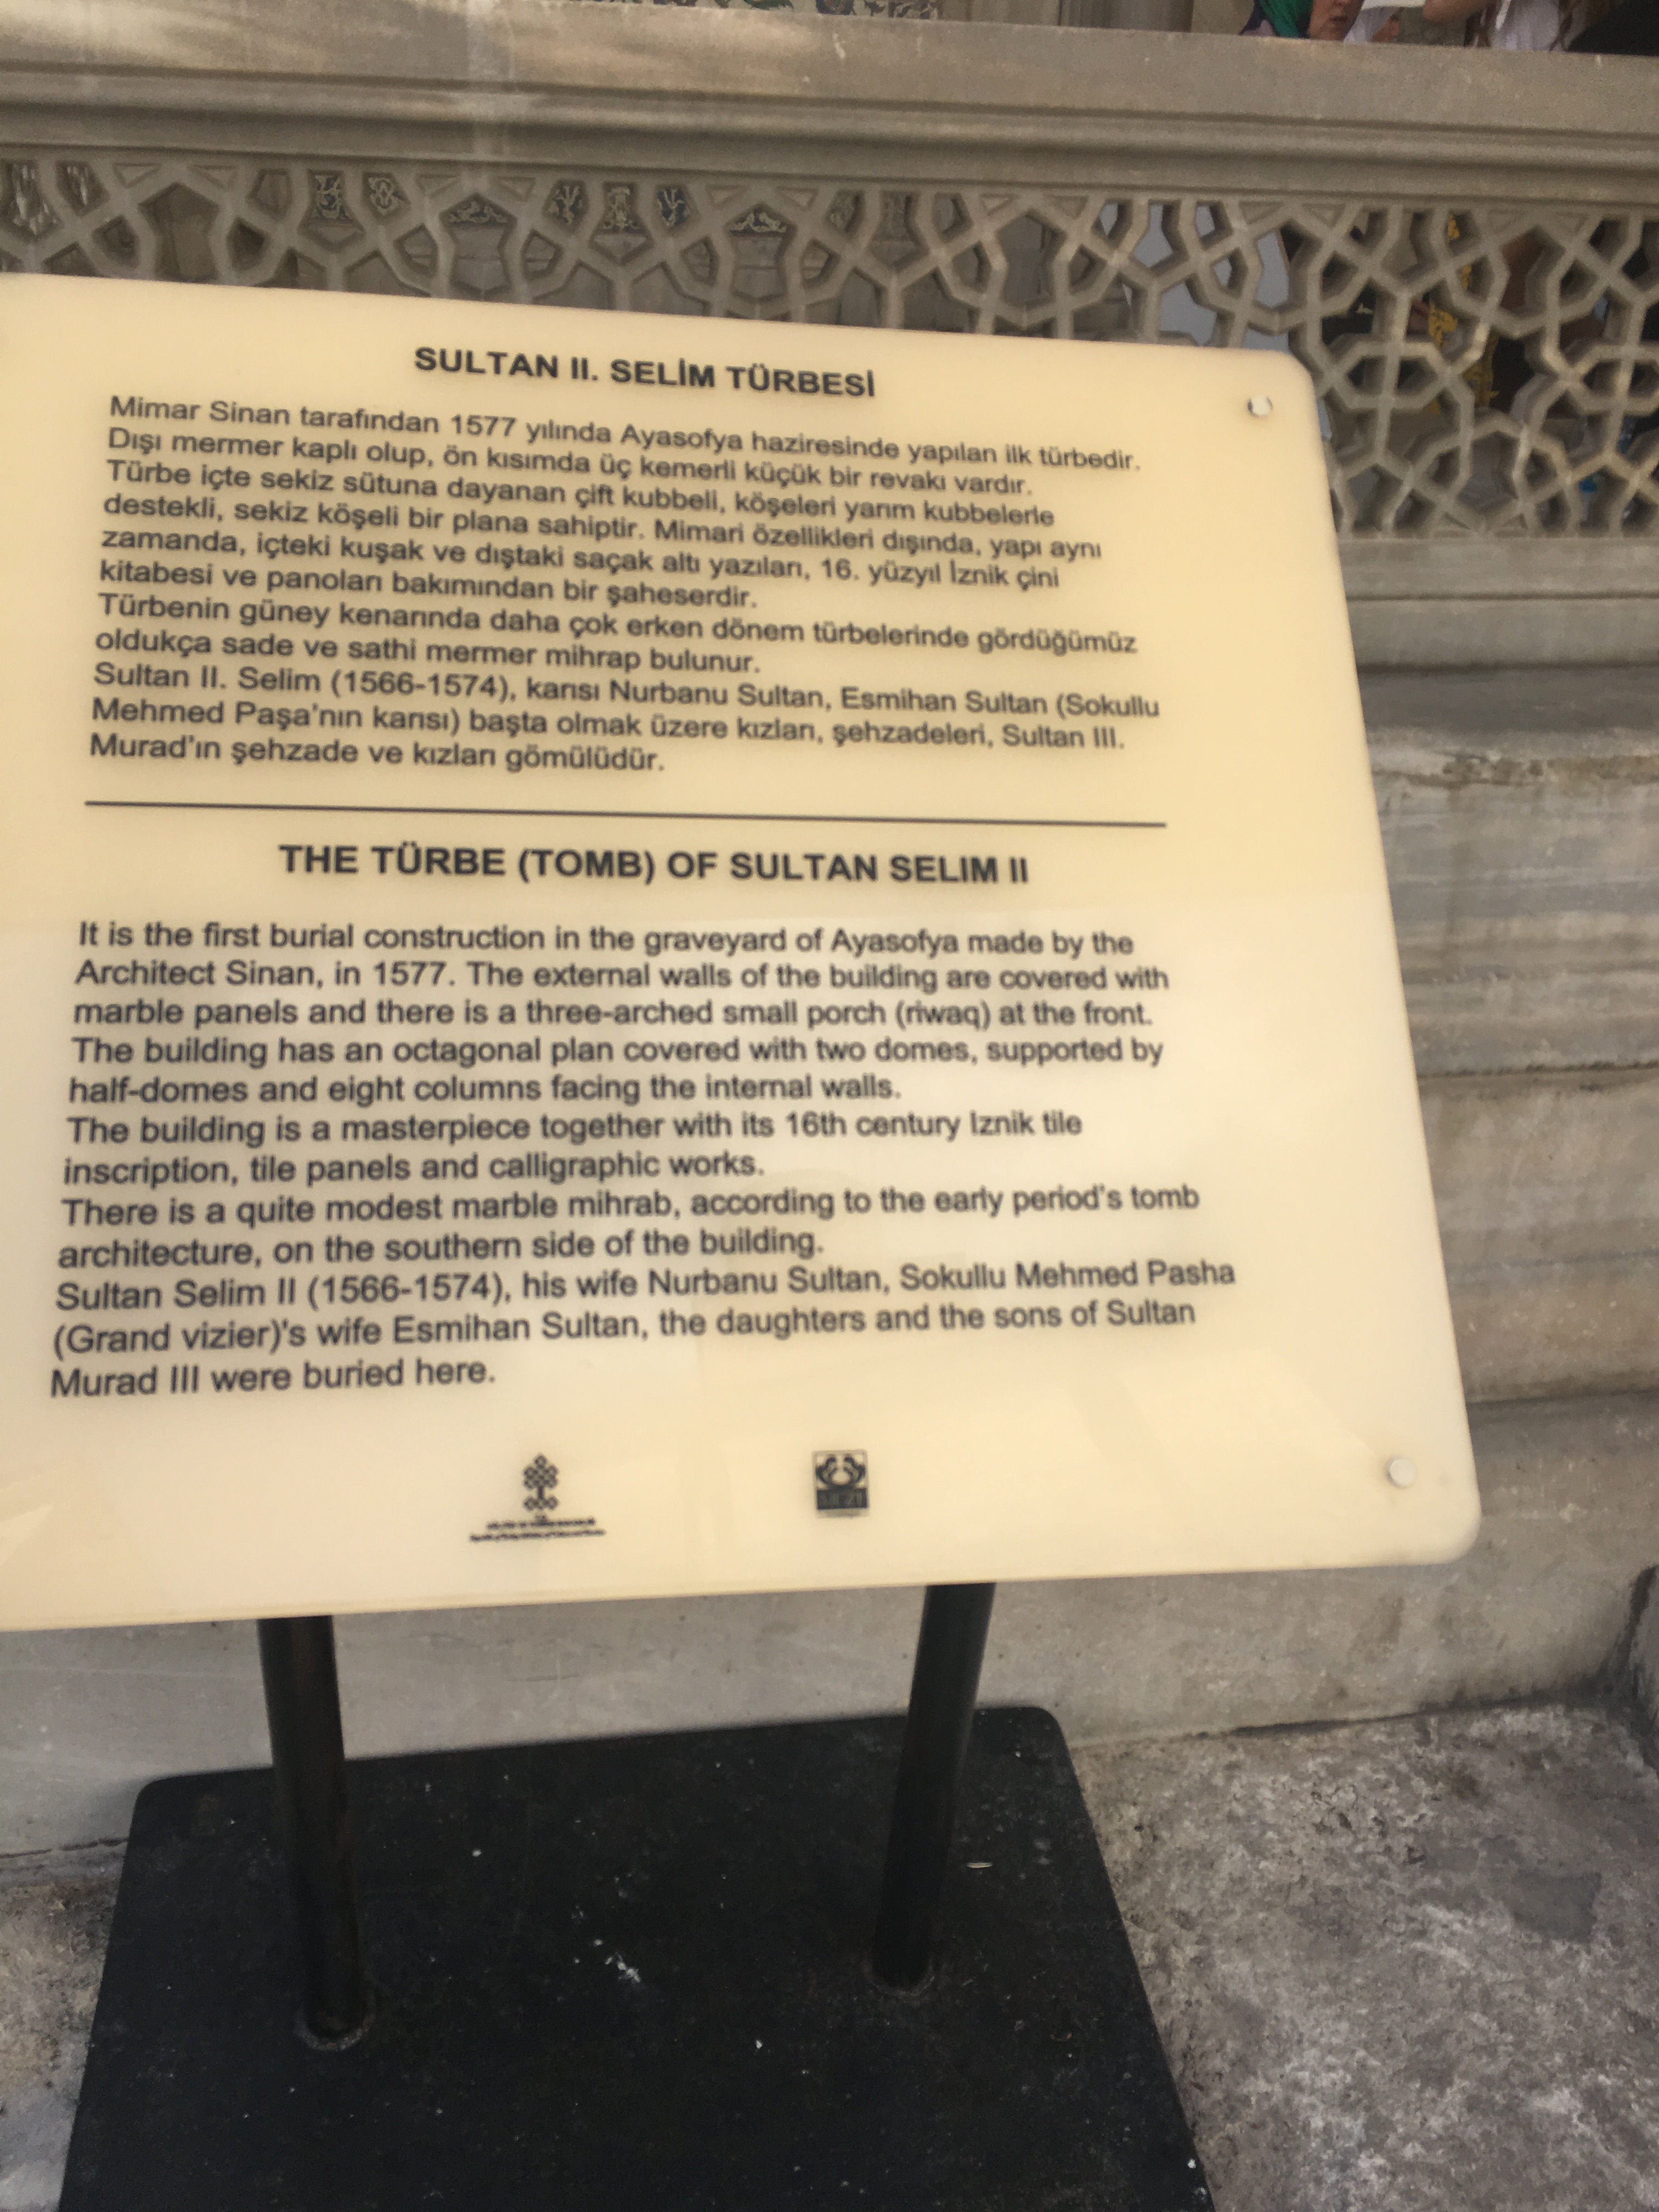 SULTAN II. SELİM TÜRBESİ
Mimar Sinan tarafından 1577 yılında Ayasofya haziresinde yapılan ilk türbedir.
Dışı mermer kaplı olup, ön kısımda üç kemerli küçük bir revakı vardır.
Türbe içte sekiz sütuna dayanan çift kubbeli, köşeleri yarım kubbelerle
destekli, sekiz köşeli bir plana sahiptir. Mimari özellikleri dışında, yapı aynı
zamanda, içteki kuşak ve dıştaki saçak altı yazıları, 16. yüzyıl İznik çini
kitabesi ve panoları bakımından bir şaheserdir.
Türbenin güney kenarında daha çok erken dönem türbelerinde gördüğümüz
oldukça sade ve sathi mermer mihrap bulunur.
Sultan II. Selim (1566-1574), karısı Nurbanu Sultan, Esmihan Sultan (Sokullu
Mehmed Paşa'nın karısı) başta olmak üzere kızları, şehzadeleri, Sultan III.
Murad'ın şehzade ve kızları gömülüdür.
THE TÜRBE (TOMB) OF SULTAN SELIM II
It is the first burial construction in the graveyard of Ayasofya made by the
Architect Sinan, in 1577. The external walls of the building are covered with
marble panels and there is a three-arched small porch (riwaq) at the front.
The building has an octagonal plan covered with two domes, supported by
half-domes and eight columns facing the internal walls.
The building is a masterpiece together with its 16th century Iznik tile
inscription, tile panels and calligraphic works.
There is a quite modest marble mihrab, according to the early period's tomb
architecture, on the southern side of the building.
Sultan Selim II (1566-1574), his wife Nurbanu Sultan, Sokullu Mehmed Pasha
(Grand vizier)'s wife Esmihan Sultan, the daughters and the sons of Sultan
Murad III were buried here.